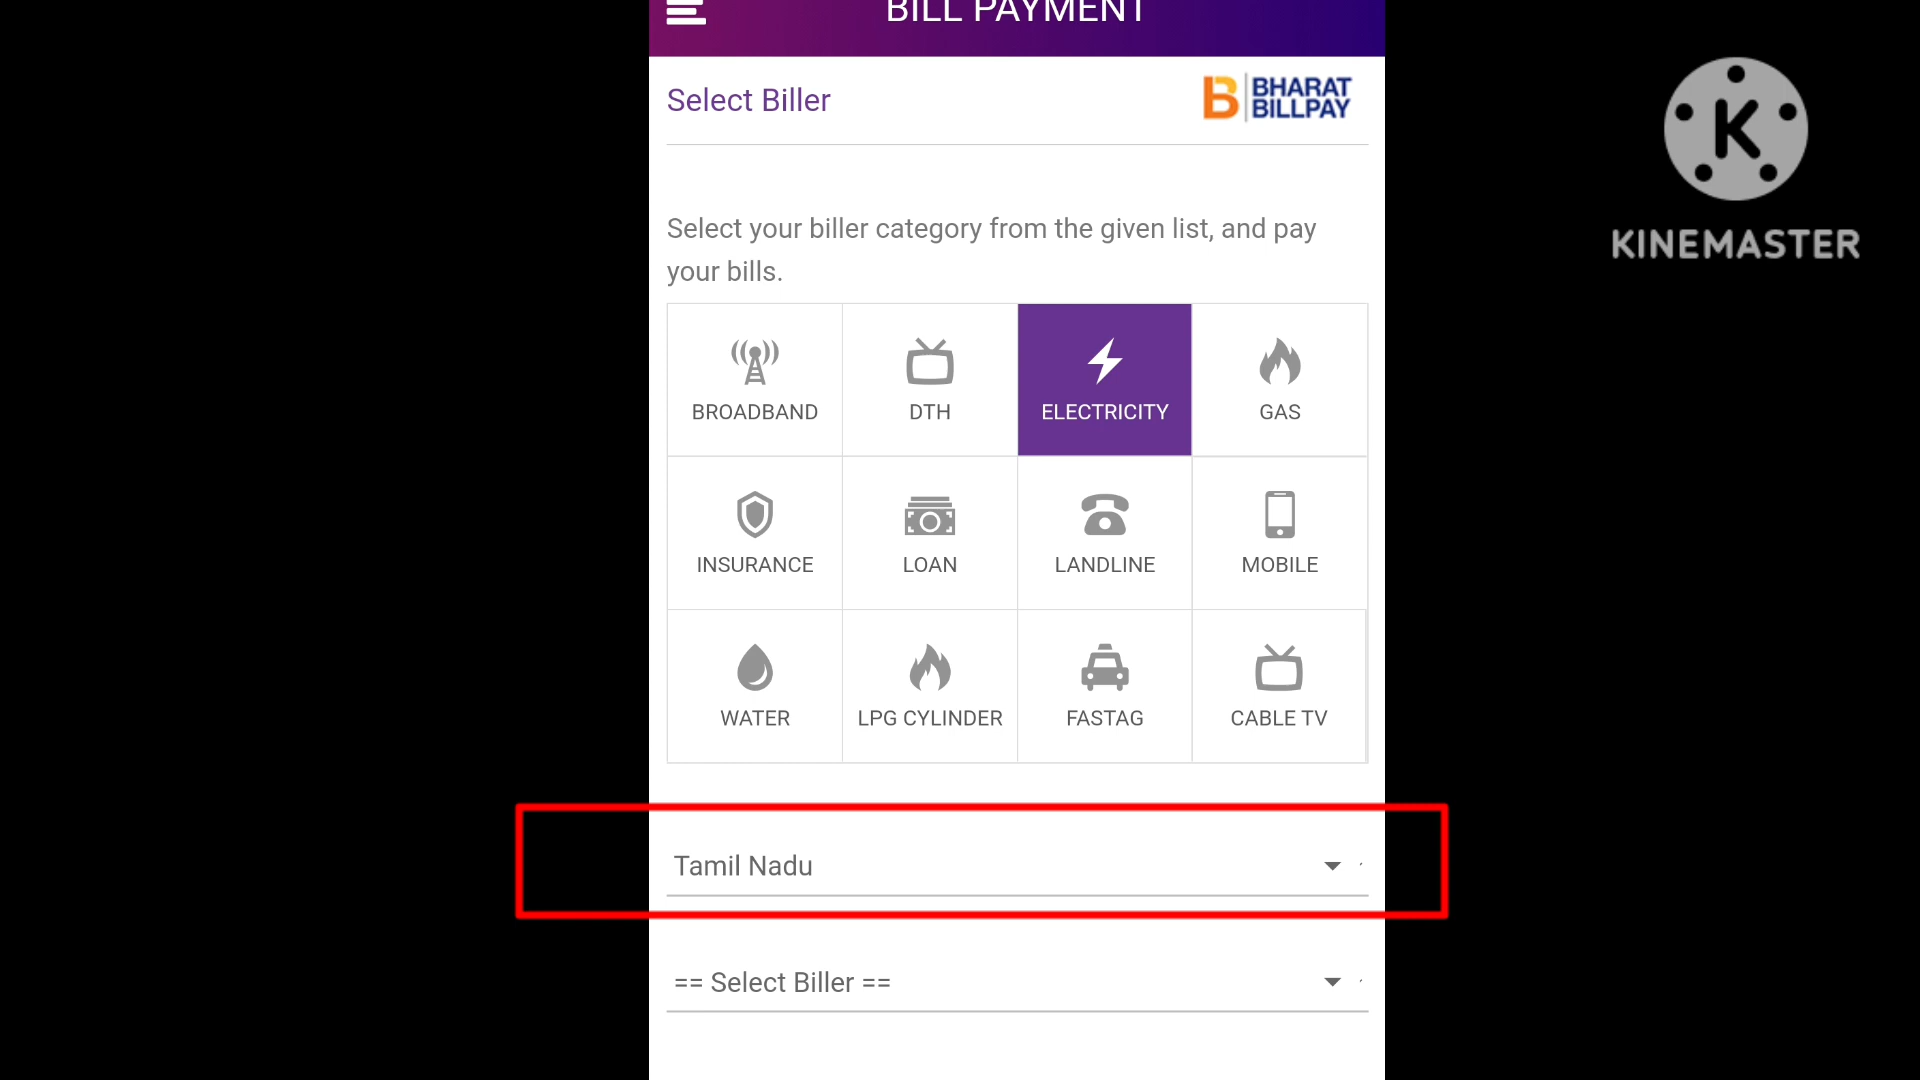 BILL PAYMENT
Select Biller
BHARAT
BILLPAY
KINEMASTER
Select your biller category from the given list, and pay
your bills.
BROADBAND
DTH
ELECTRICITY
GAS
INSURANCE
LOAN
LANDLINE
MOBILE
WATER
LPG CYLINDER
FASTAG
CABLE TV
Tamil Nadu
== Select Biller ==